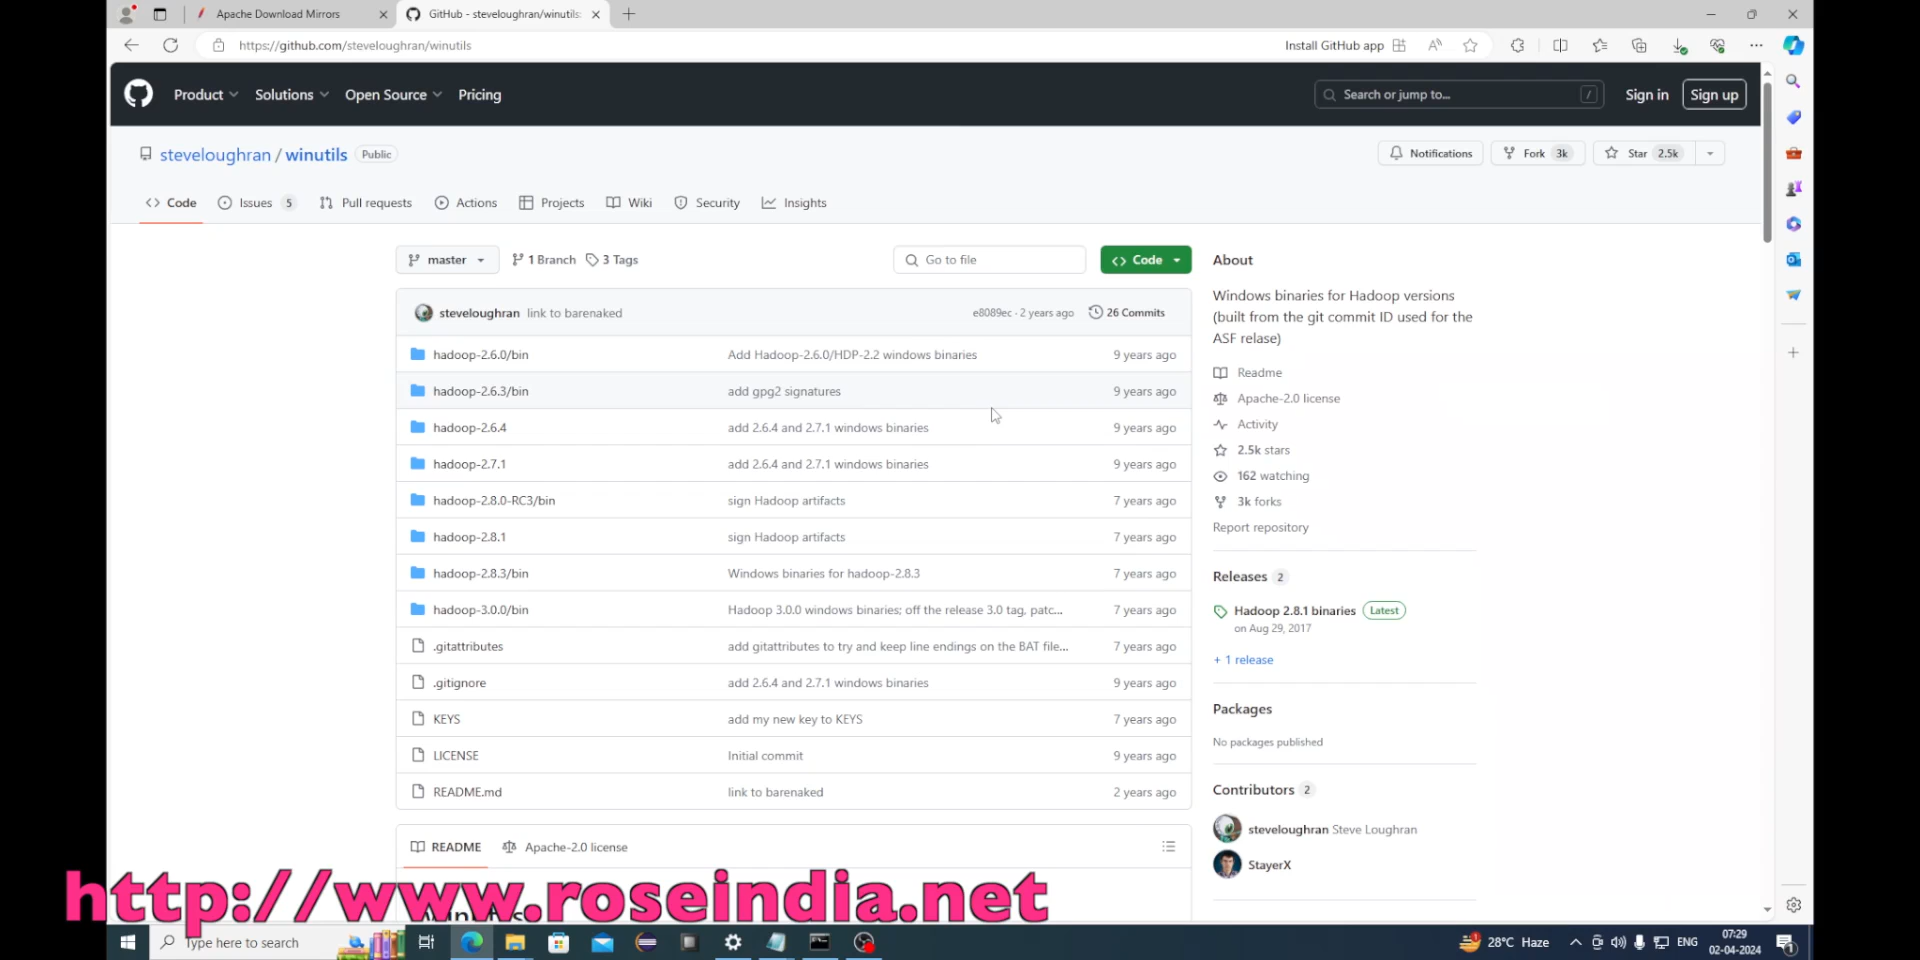 Apache Download Mirrors
GitHub - steveloughran/winutils:
https://github.com/steveloughran/winutils
Install GitHub app
Product
Solutions
Open Source
Pricing
Search or jump to...
/
Sign in
Sign up
steveloughran / winutils
Public
Notifications
Fork 3k
Star 2.5k
Code
Issues 5
Pull requests
Actions
Projects
Wiki
Security
Insights
master
1 Branch
3 Tags
Go to file
Code
steveloughran link to barenaked e8089ec · 2 years ago 26 Commits
hadoop-2.6.0/bin Add Hadoop-2.6.0/HDP-2.2 windows binaries 9 years ago
hadoop-2.6.3/bin add gpg2 signatures 9 years ago
hadoop-2.6.4 add 2.6.4 and 2.7.1 windows binaries 9 years ago
hadoop-2.7.1 add 2.6.4 and 2.7.1 windows binaries 9 years ago
hadoop-2.8.0-RC3/bin sign Hadoop artifacts 7 years ago
hadoop-2.8.1 sign Hadoop artifacts 7 years ago
hadoop-2.8.3/bin Windows binaries for hadoop-2.8.3 7 years ago
hadoop-3.0.0/bin Hadoop 3.0.0 windows binaries; off the release 3.0 tag, patc... 7 years ago
.gitattributes add gitattributes to try and keep line endings on the BAT file... 7 years ago
.gitignore add 2.6.4 and 2.7.1 windows binaries 9 years ago
KEYS add my new key to KEYS 7 years ago
LICENSE Initial commit 9 years ago
README.md link to barenaked 2 years ago
README
Apache-2.0 license
About
Windows binaries for Hadoop versions
(built from the git commit ID used for the
ASF relase)
Readme
Apache-2.0 license
Activity
2.5k stars
162 watching
3k forks
Report repository
Releases 2
Hadoop 2.8.1 binaries Latest
on Aug 29, 2017
+ 1 release
Packages
No packages published
Contributors 2
steveloughran Steve Loughran
StayerX
winutils
http://www.roseindia.net
Type here to search
28°C Haze
ENG
07:29
02-04-2024
1